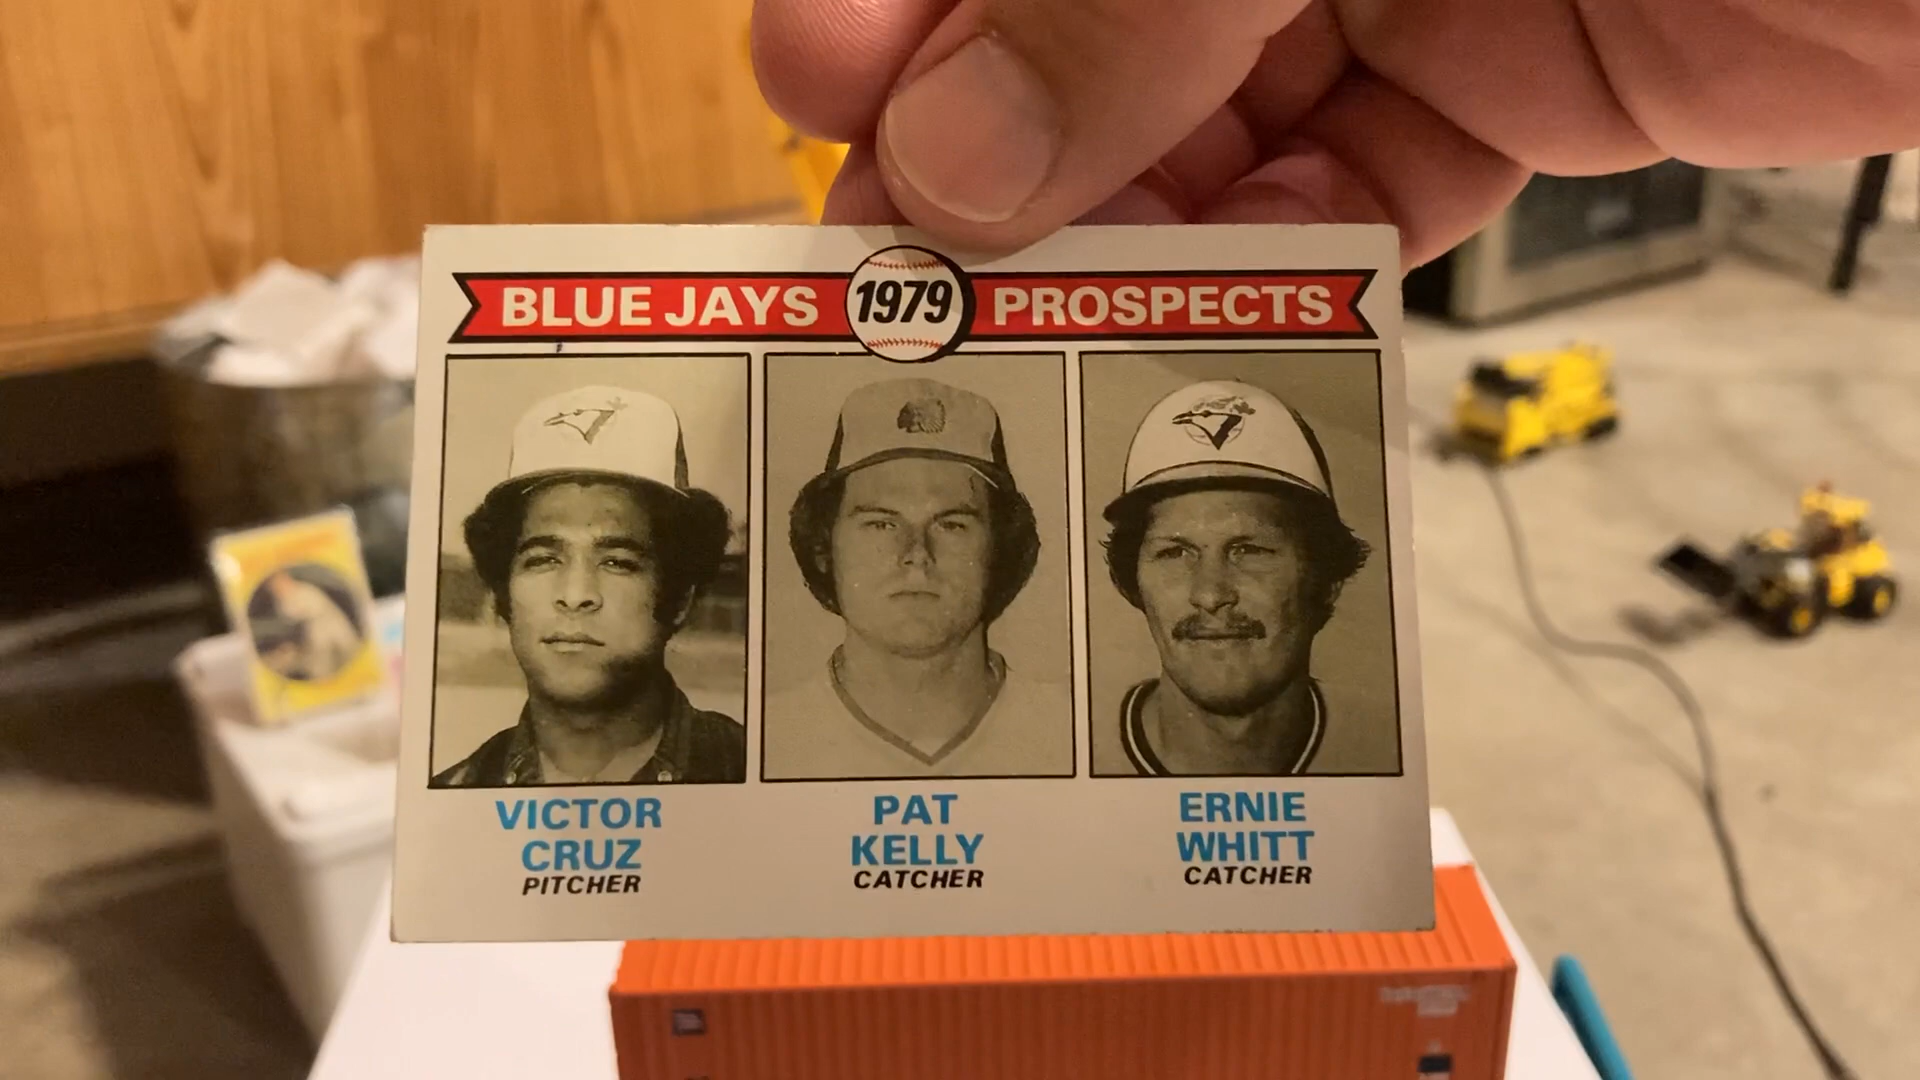 BLUE JAYS 1979 PROSPECTS
VICTOR
CRUZ
PITCHER
PAT
KELLY
CATCHER
ERNIE
WHITT
CATCHER